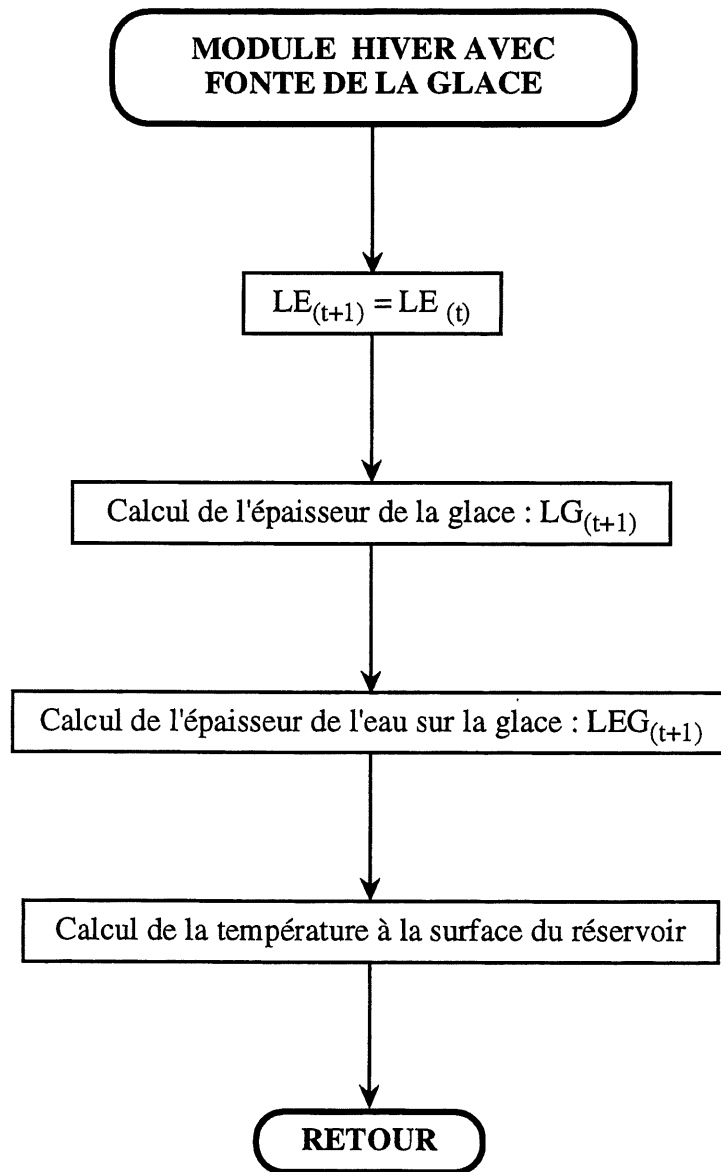 MODULE HIVER AVEC
FONTE DE LA GLACE
LE(t+1) = LE (t)
Calcul de l'épaisseur de la glace : LG(t+1)
Calcul de l'épaisseur de l'eau sur la glace : LEG(t+1)
Calcul de la température à la surface du réservoir
RETOUR